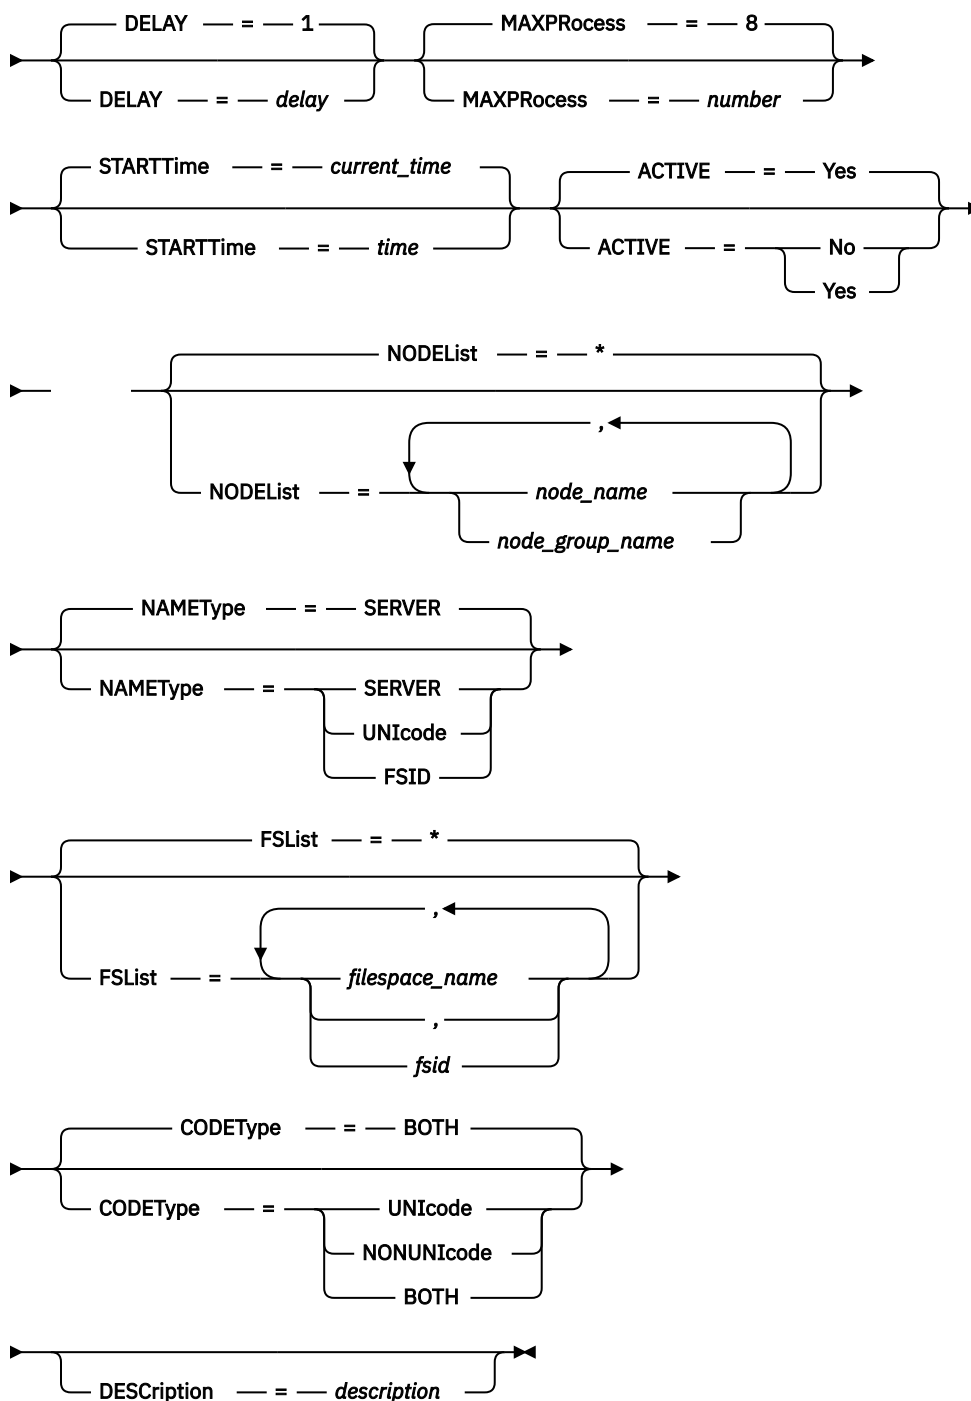 DELAY = 1 MAXPRocess = 8
DELAY = delay MAXPRocess = number
STARTTime = current_time ACTIVE = Yes
STARTTime = time ACTIVE = No
Yes
NODEList = *
,
NODEList = node_name
node_group_name
NAMEType = SERVER
NAMEType = SERVER
UNIcode
FSID
FSList = *
,
FSList = filespace_name
,
fsid
CODEType = BOTH
CODEType = UNIcode
NONUNIcode
BOTH
DESCription = description